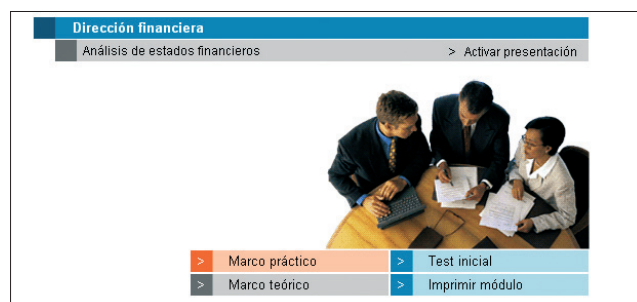 Dirección financiera
Análisis de estados financieros > Activar presentación
> Marco práctico > Test inicial
> Marco teórico > Imprimir módulo